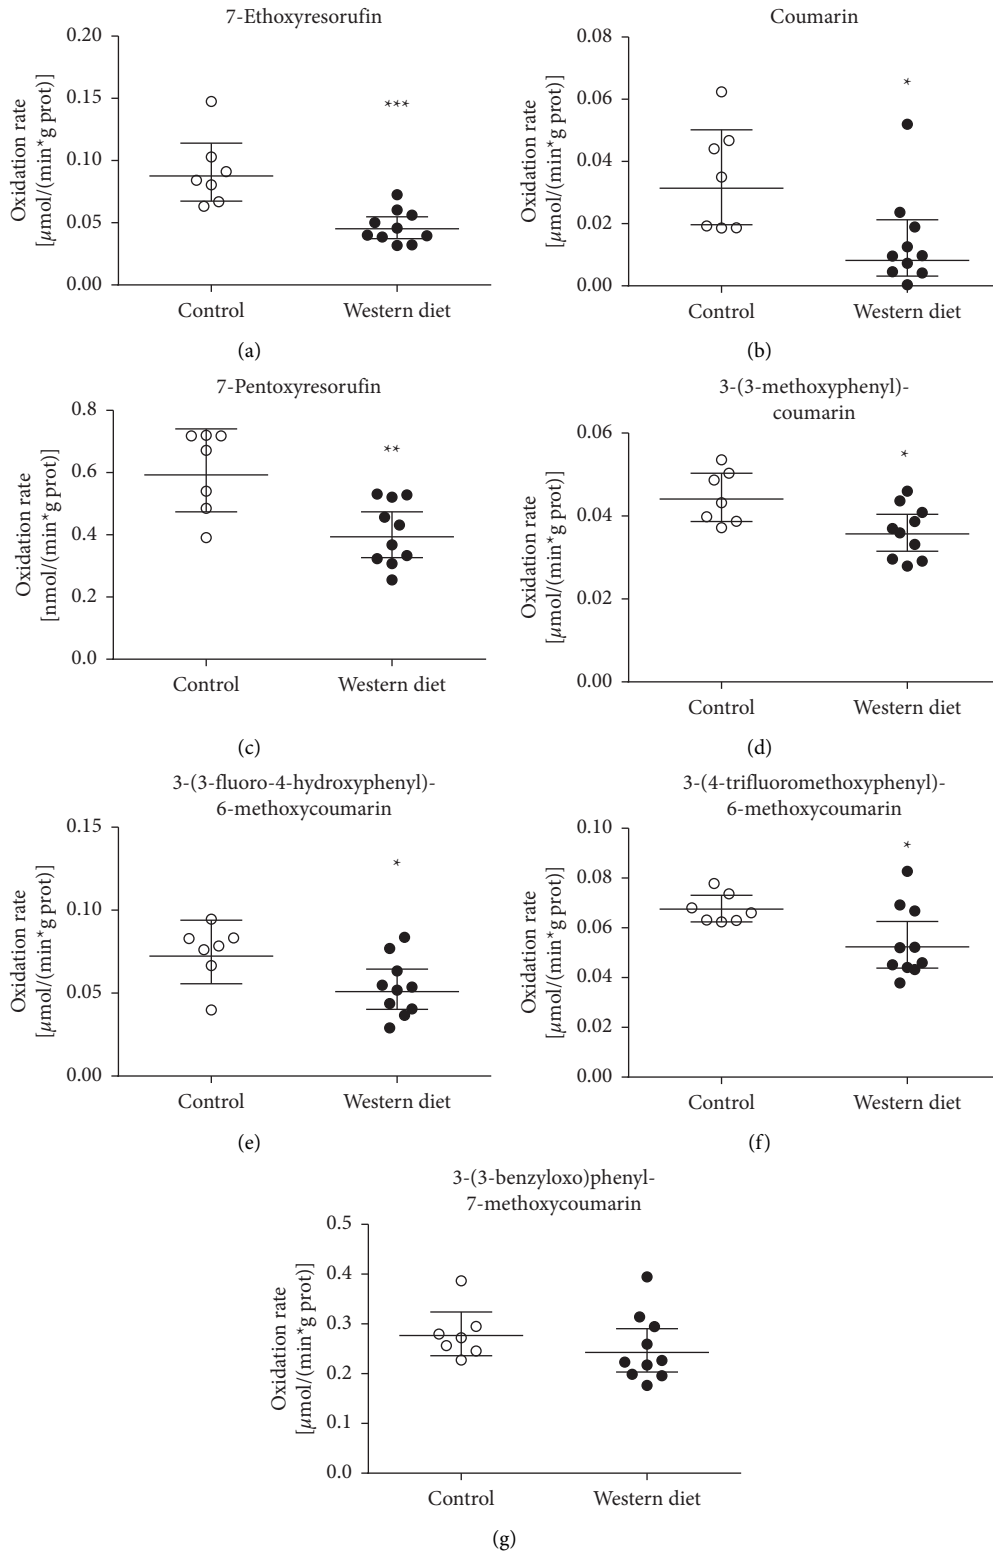 7-Ethoxyresorufin
Oxidation rate
[µmol/(min*g prot)]
0.20
0.15
0.10
0.05
0.00
***
Control
Western diet
(a)
Coumarin
Oxidation rate
[µmol/(min*g prot)]
0.08
0.06
0.04
0.02
0.00
*
Control
Western diet
(b)
7-Pentoxyresorufin
Oxidation rate
[nmol/(min*g prot)]
0.8
0.6
0.4
0.2
0.0
**
Control
Western diet
(c)
3-(3-methoxyphenyl)-
coumarin
Oxidation rate
[µmol/(min*g prot)]
0.06
0.04
0.02
0.00
*
Control
Western diet
(d)
3-(3-fluoro-4-hydroxyphenyl)-
6-methoxycoumarin
Oxidation rate
[µmol/(min*g prot)]
0.15
0.10
0.05
0.00
*
Control
Western diet
(e)
3-(4-trifluoromethoxyphenyl)-
6-methoxycoumarin
Oxidation rate
[µmol/(min*g prot)]
0.10
0.08
0.06
0.04
0.02
0.00
*
Control
Western diet
(f)
3-(3-benzyloxo)phenyl-
7-methoxycoumarin
Oxidation rate
[µmol/(min*g prot)]
0.5
0.4
0.3
0.2
0.1
0.0
Control
Western diet
(g)